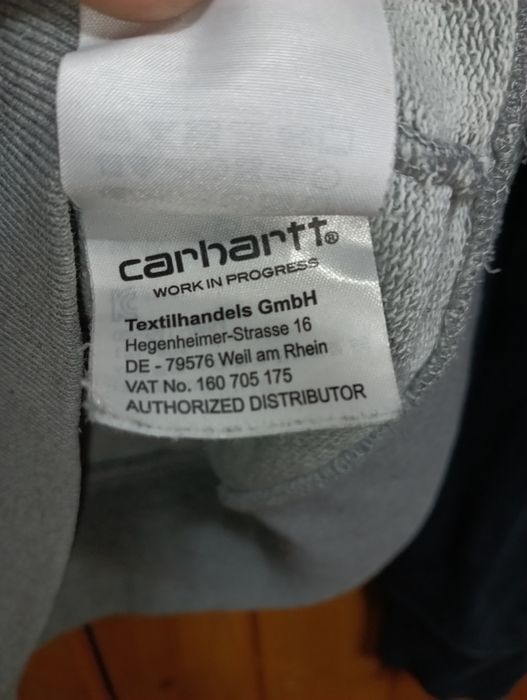 carhartt®
WORK IN PROGRESS
Textilhandels GmbH
Hegenheimer-Strasse 16
DE - 79576 Weil am Rhein
VAT No. 160 705 175
AUTHORIZED DISTRIBUTOR